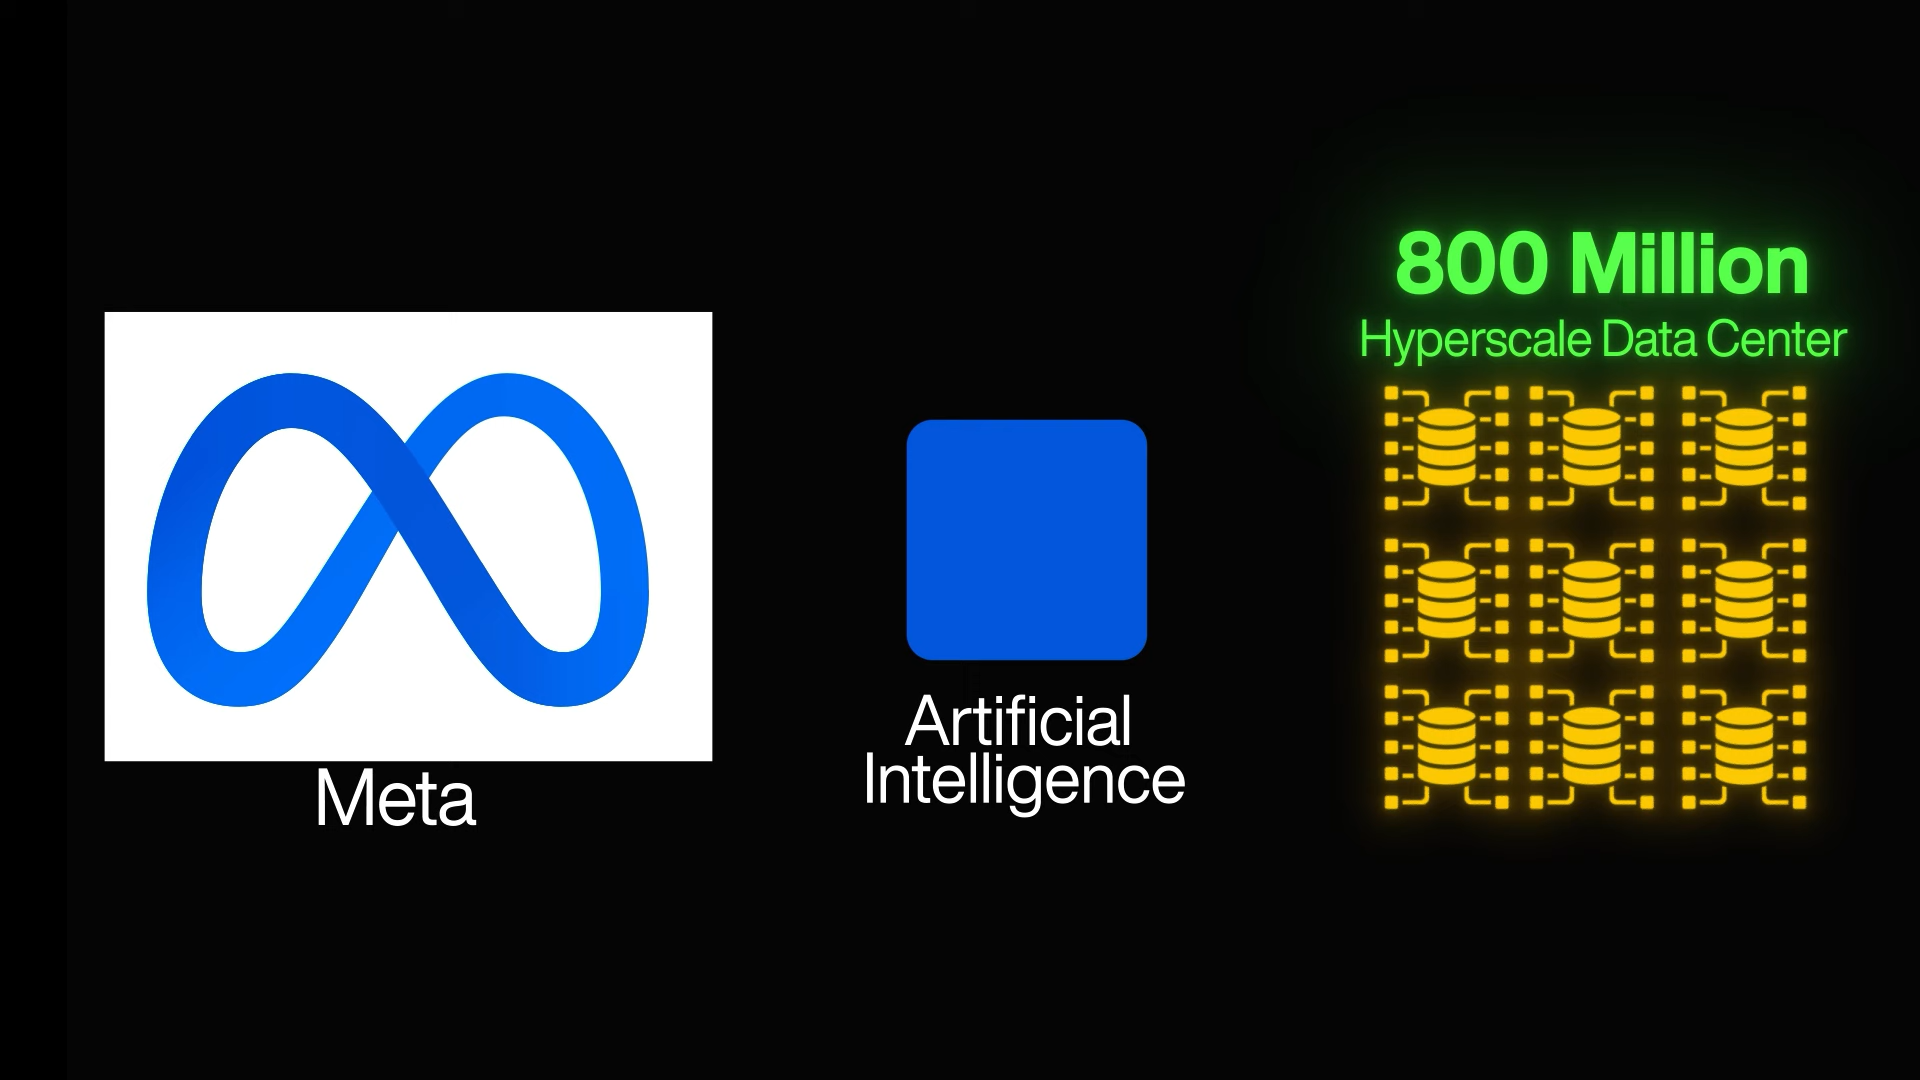 800 Million
Hyperscale Data Center
Meta
Artificial
Intelligence